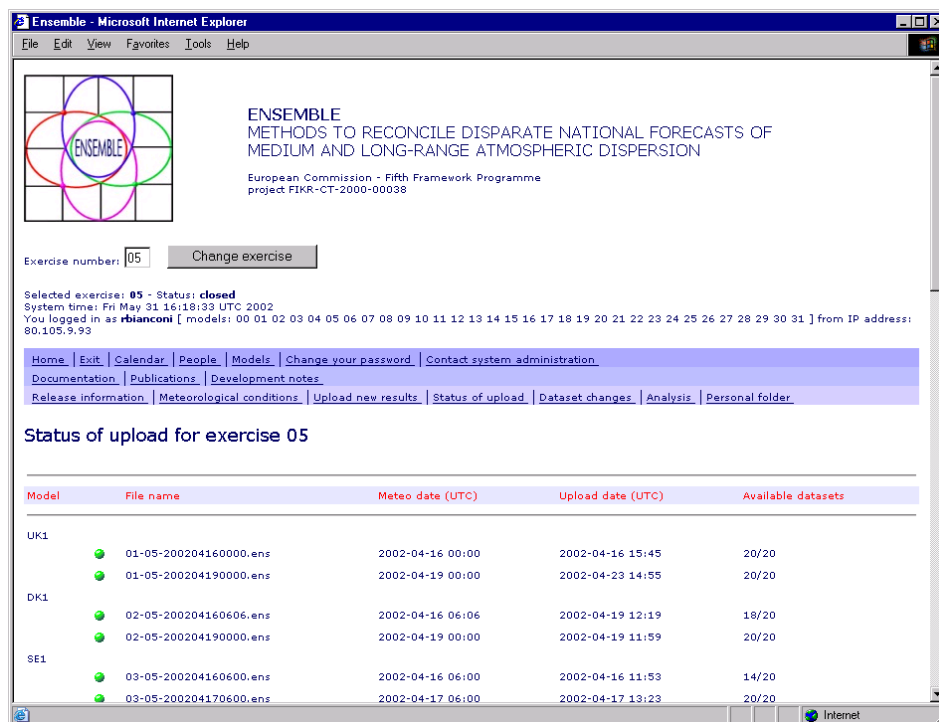 Ensemble - Microsoft Internet Explorer
File Edit View Favorites Tools Help
ENSEMBLE
ENSEMBLE
METHODS TO RECONCILE DISPARATE NATIONAL FORECASTS OF
MEDIUM AND LONG-RANGE ATMOSPHERIC DISPERSION
European Commission - Fifth Framework Programme
project FIKR-CT-2000-00038
Exercise number: 05 Change exercise
Selected exercise: 05 - Status: closed
System time: Fri May 31 16:18:33 UTC 2002
You logged in as rbianconi [ models: 00 01 02 03 04 05 06 07 08 09 10 11 12 13 14 15 16 17 18 19 20 21 22 23 24 25 26 27 28 29 30 31 ] from IP address:
80.105.9.93
Home | Exit | Calendar | People | Models | Change your password | Contact system administration
Documentation | Publications | Development notes
Release information | Meteorological conditions | Upload new results | Status of upload | Dataset changes | Analysis | Personal folder
Status of upload for exercise 05
Model File name Meteo date (UTC) Upload date (UTC) Available datasets
UK1
01-05-200204160000.ens 2002-04-16 00:00 2002-04-16 15:45 20/20
01-05-200204190000.ens 2002-04-19 00:00 2002-04-23 14:55 20/20
DK1
02-05-200204160606.ens 2002-04-16 06:06 2002-04-19 12:19 18/20
02-05-200204190000.ens 2002-04-19 00:00 2002-04-19 11:59 20/20
SE1
03-05-200204160600.ens 2002-04-16 06:00 2002-04-16 11:53 14/20
03-05-200204170600.ens 2002-04-17 06:00 2002-04-17 13:23 20/20
Internet